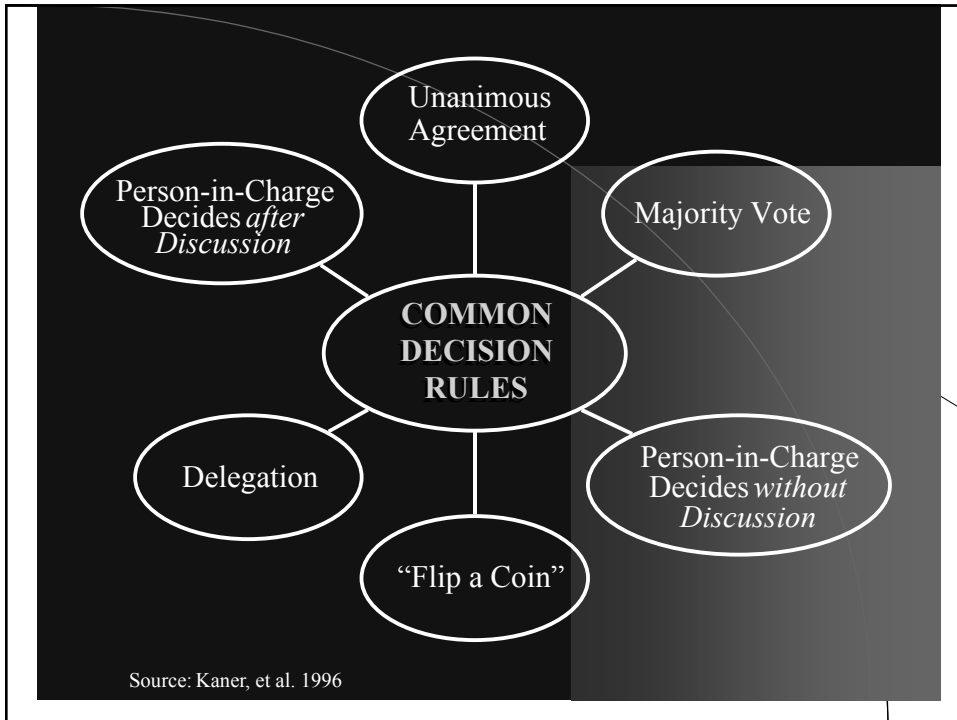 Unanimous
Agreement
Person-in-Charge
Decides after
Discussion
Majority Vote
COMMON
DECISION
RULES
Delegation
Person-in-Charge
Decides without
Discussion
“Flip a Coin”
Source: Kaner, et al. 1996